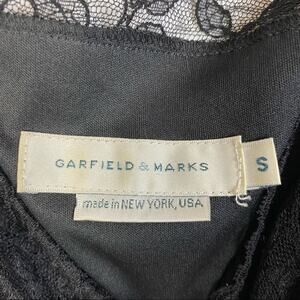 GARFIELD & MARKS S
made in NEW YORK, USA